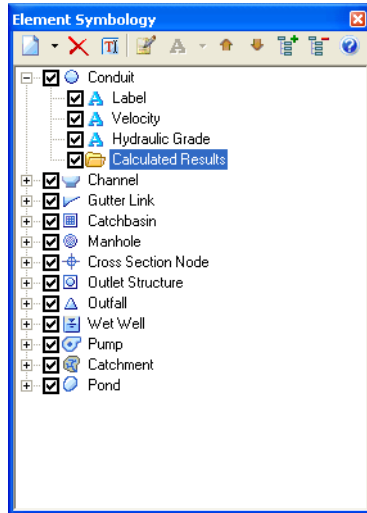 Element Symbology
Conduit
Label
Velocity
Hydraulic Grade
Calculated Results
Channel
Gutter Link
Catchbasin
Manhole
Cross Section Node
Outlet Structure
Outfall
Wet Well
Pump
Catchment
Pond